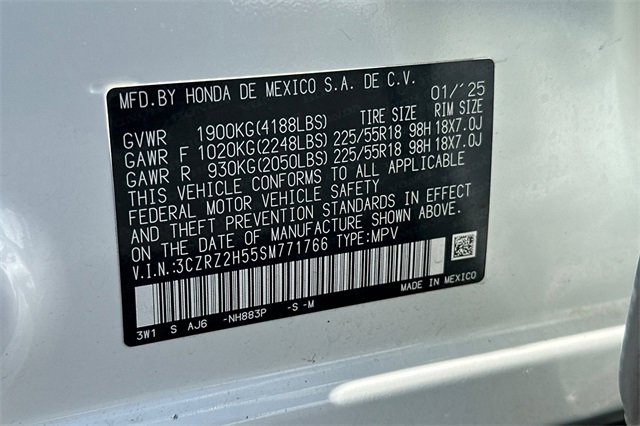 MFD.BY HONDA DE MEXICO S.A. DE C.V. 01/'25
GVWR 1900KG(4188LBS) TIRE SIZE RIM SIZE
GAWR F 1020KG(2248LBS) 225/55R18 98H 18X7.0J
GAWR R 930KG(2050LBS) 225/55R18 98H 18X7.0J
THIS VEHICLE CONFORMS TO ALL APPLICABLE
FEDERAL MOTOR VEHICLE SAFETY
AND THEFT PREVENTION STANDARDS IN EFFECT
ON THE DATE OF MANUFACTURE SHOWN ABOVE.
V.I.N.:3CZRZ2H55SM771766 TYPE:MPV
MADE IN MEXICO
3W1 S AJ6 -NH883P -S -M